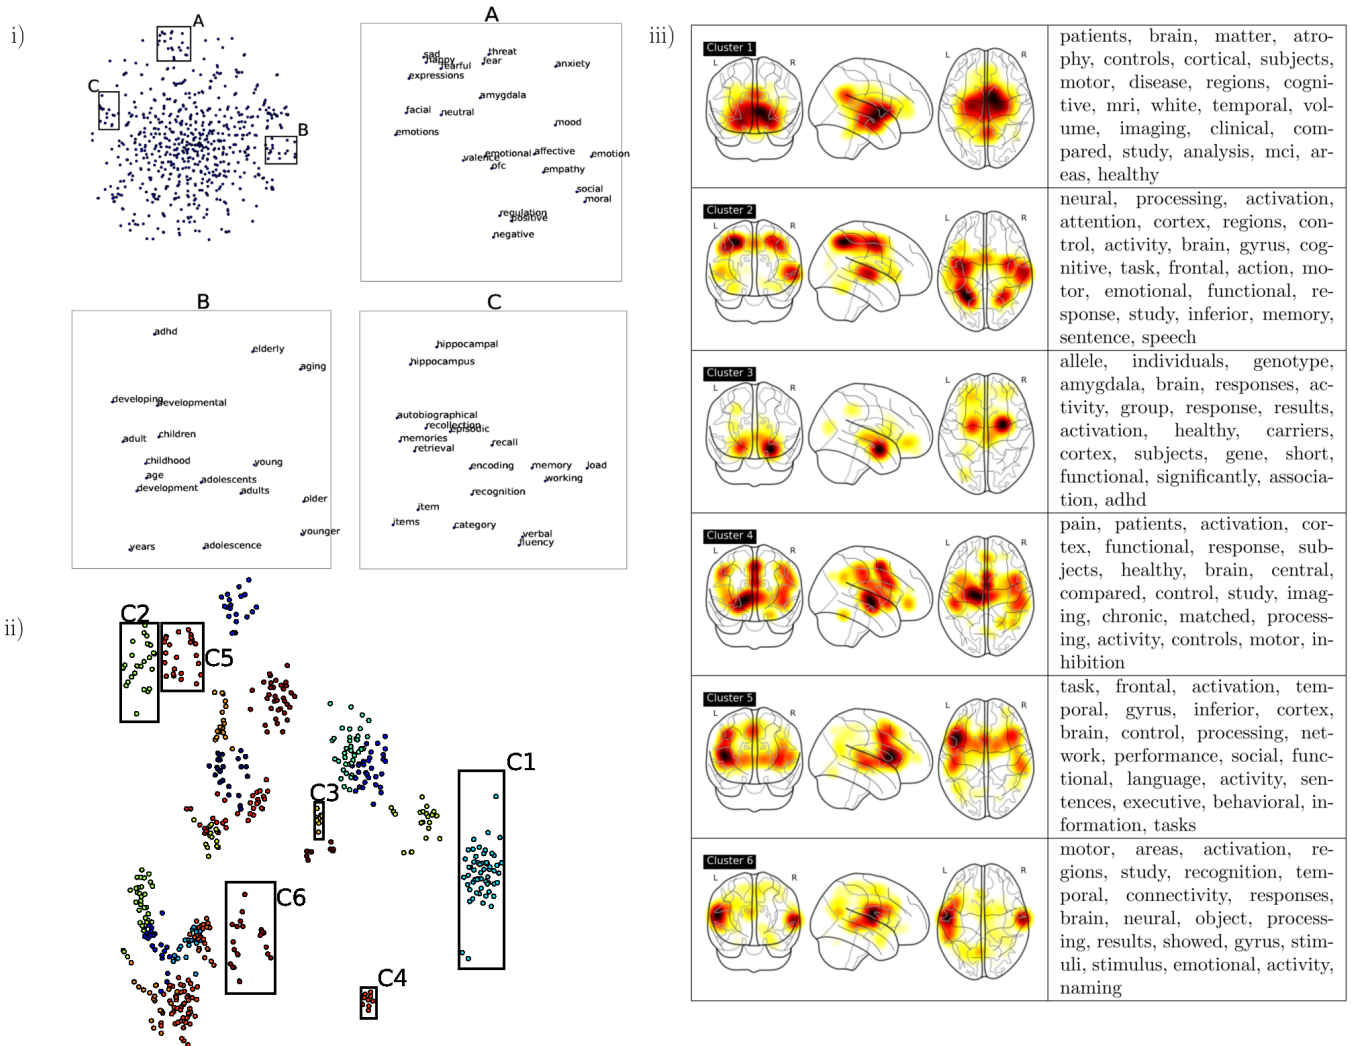 i)
A
C
B
A
sad
happy
fearful
expressions
threat
fear
anxiety
amygdala
facial
neutral
emotions
mood
emotional
affective
emotion
valence
ofc
empathy
social
moral
regulation
positive
negative
B
adhd
elderly
aging
developing
developmental
adult
children
childhood
young
age
adolescents
development
adults
older
younger
years
adolescence
C
hippocampal
hippocampus
autobiographical
recollection
episodic
memories
retrieval
recall
encoding
memory
load
working
recognition
item
items
category
verbal
fluency
ii)
C2
C5
C1
C3
C6
C4
iii)
Cluster 1
L R
L R
patients, brain, matter, atro-
phy, controls, cortical, subjects,
motor, disease, regions, cogni-
tive, mri, white, temporal, vol-
ume, imaging, clinical, com-
pared, study, analysis, mci, ar-
eas, healthy
Cluster 2
L R
L R
neural, processing, activation,
attention, cortex, regions, con-
trol, activity, brain, gyrus, cog-
nitive, task, frontal, action, mo-
tor, emotional, functional, re-
sponse, study, inferior, memory,
sentence, speech
Cluster 3
L R
L R
allele, individuals, genotype,
amygdala, brain, responses, ac-
tivity, group, response, results,
activation, healthy, carriers,
cortex, subjects, gene, short,
functional, significantly, associa-
tion, adhd
Cluster 4
L R
L R
pain, patients, activation, cor-
tex, functional, response, sub-
jects, healthy, brain, central,
compared, control, study, imag-
ing, chronic, matched, process-
ing, activity, controls, motor, in-
hibition
Cluster 5
L R
L R
task, frontal, activation, tem-
poral, gyrus, inferior, cortex,
brain, control, processing, net-
work, performance, social, func-
tional, language, activity, sen-
tences, executive, behavioral, in-
formation, tasks
Cluster 6
L R
L R
motor, areas, activation, re-
gions, study, recognition, tem-
poral, connectivity, responses,
brain, neural, object, process-
ing, results, showed, gyrus, stim-
uli, stimulus, emotional, activity,
naming